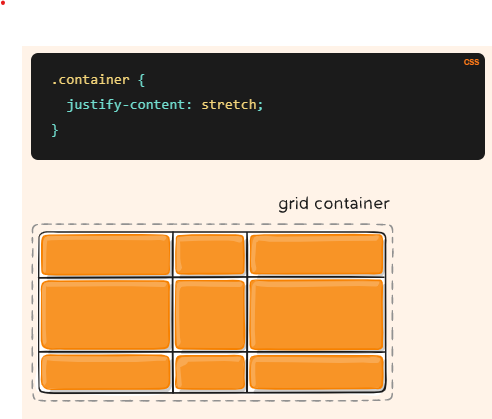 css
.container {
  justify-content: stretch;
}
grid container